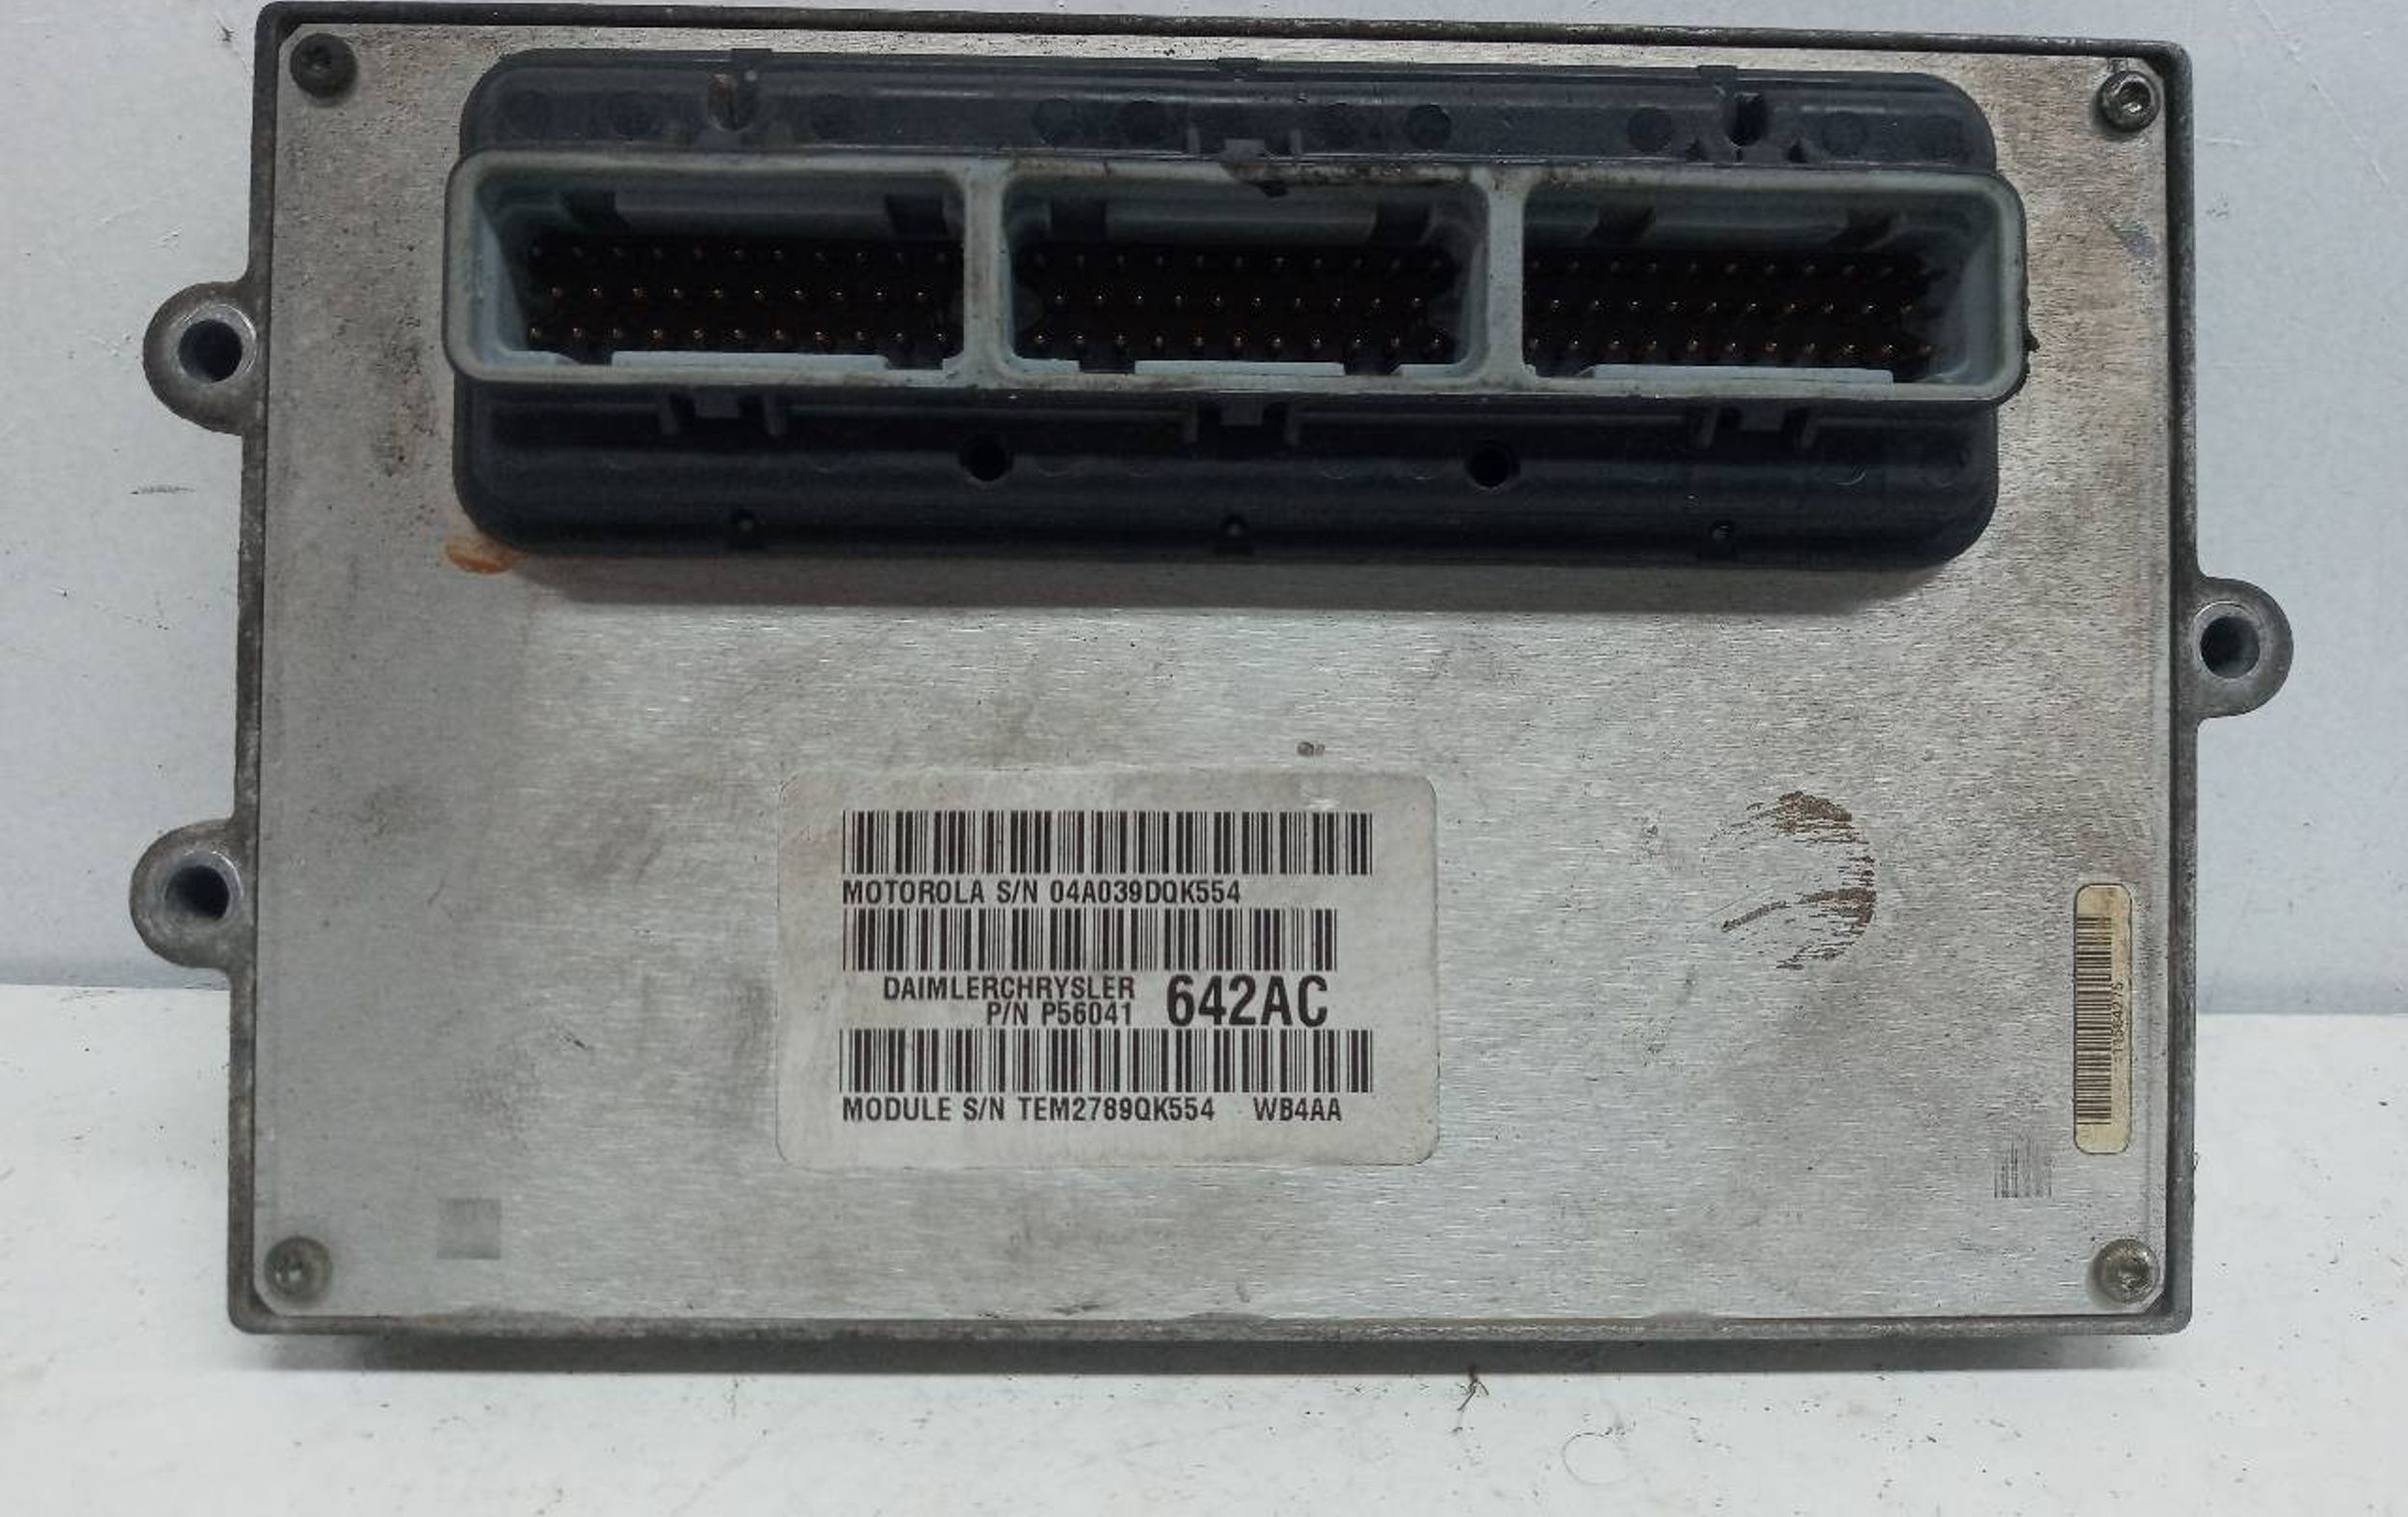 MOTOROLA S/N 04A039DQK554
DAIMLERCHRYSLER
P/N P56041 642AC
MODULE S/N TEM2789QK554 WB4AA